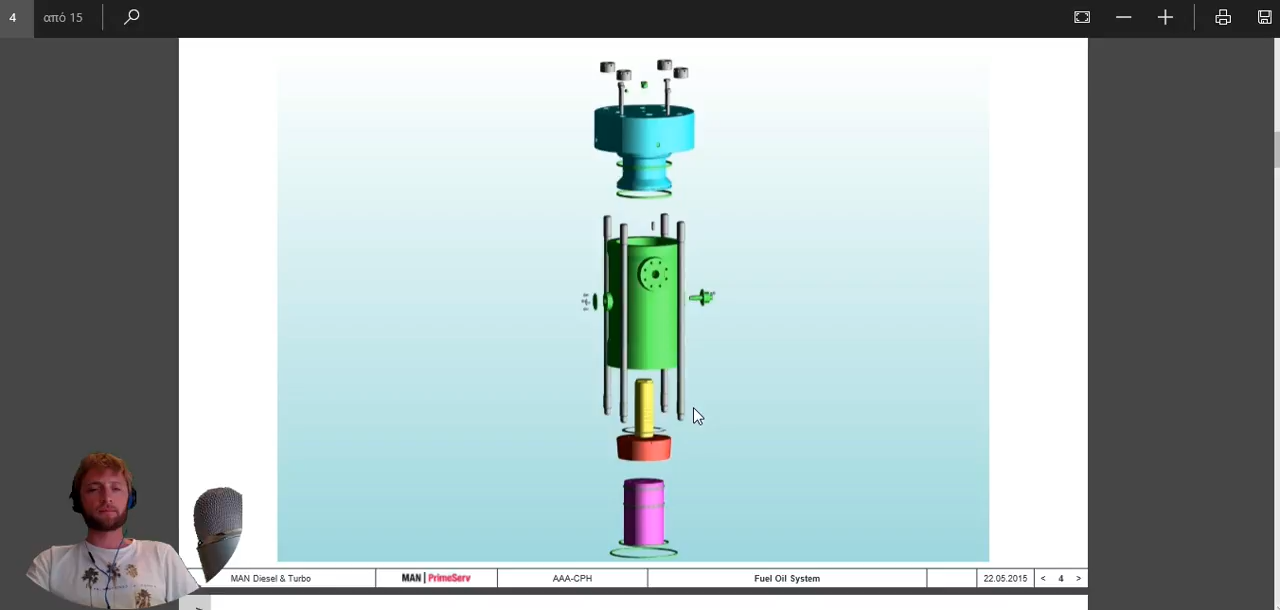 4 από 15
MAN Diesel & Turbo MAN | PrimeServ AAA-CPH Fuel Oil System 22.05.2015 < 4 >